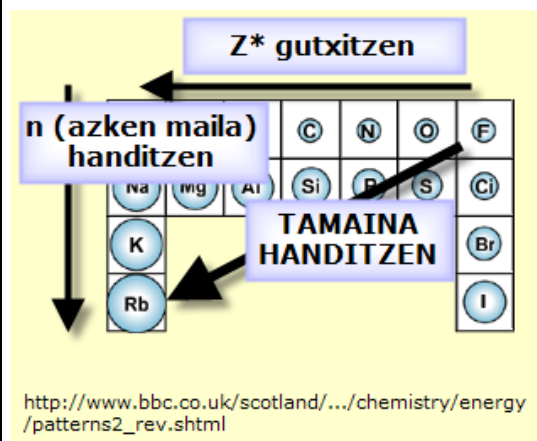 Z* gutxitzen
n (azken maila)
handitzen
C N O F
Na Mg Al Si P S Cl
TAMAINA
HANDITZEN
K Br
Rb I
http://www.bbc.co.uk/scotland/.../chemistry/energy
/patterns2_rev.shtml